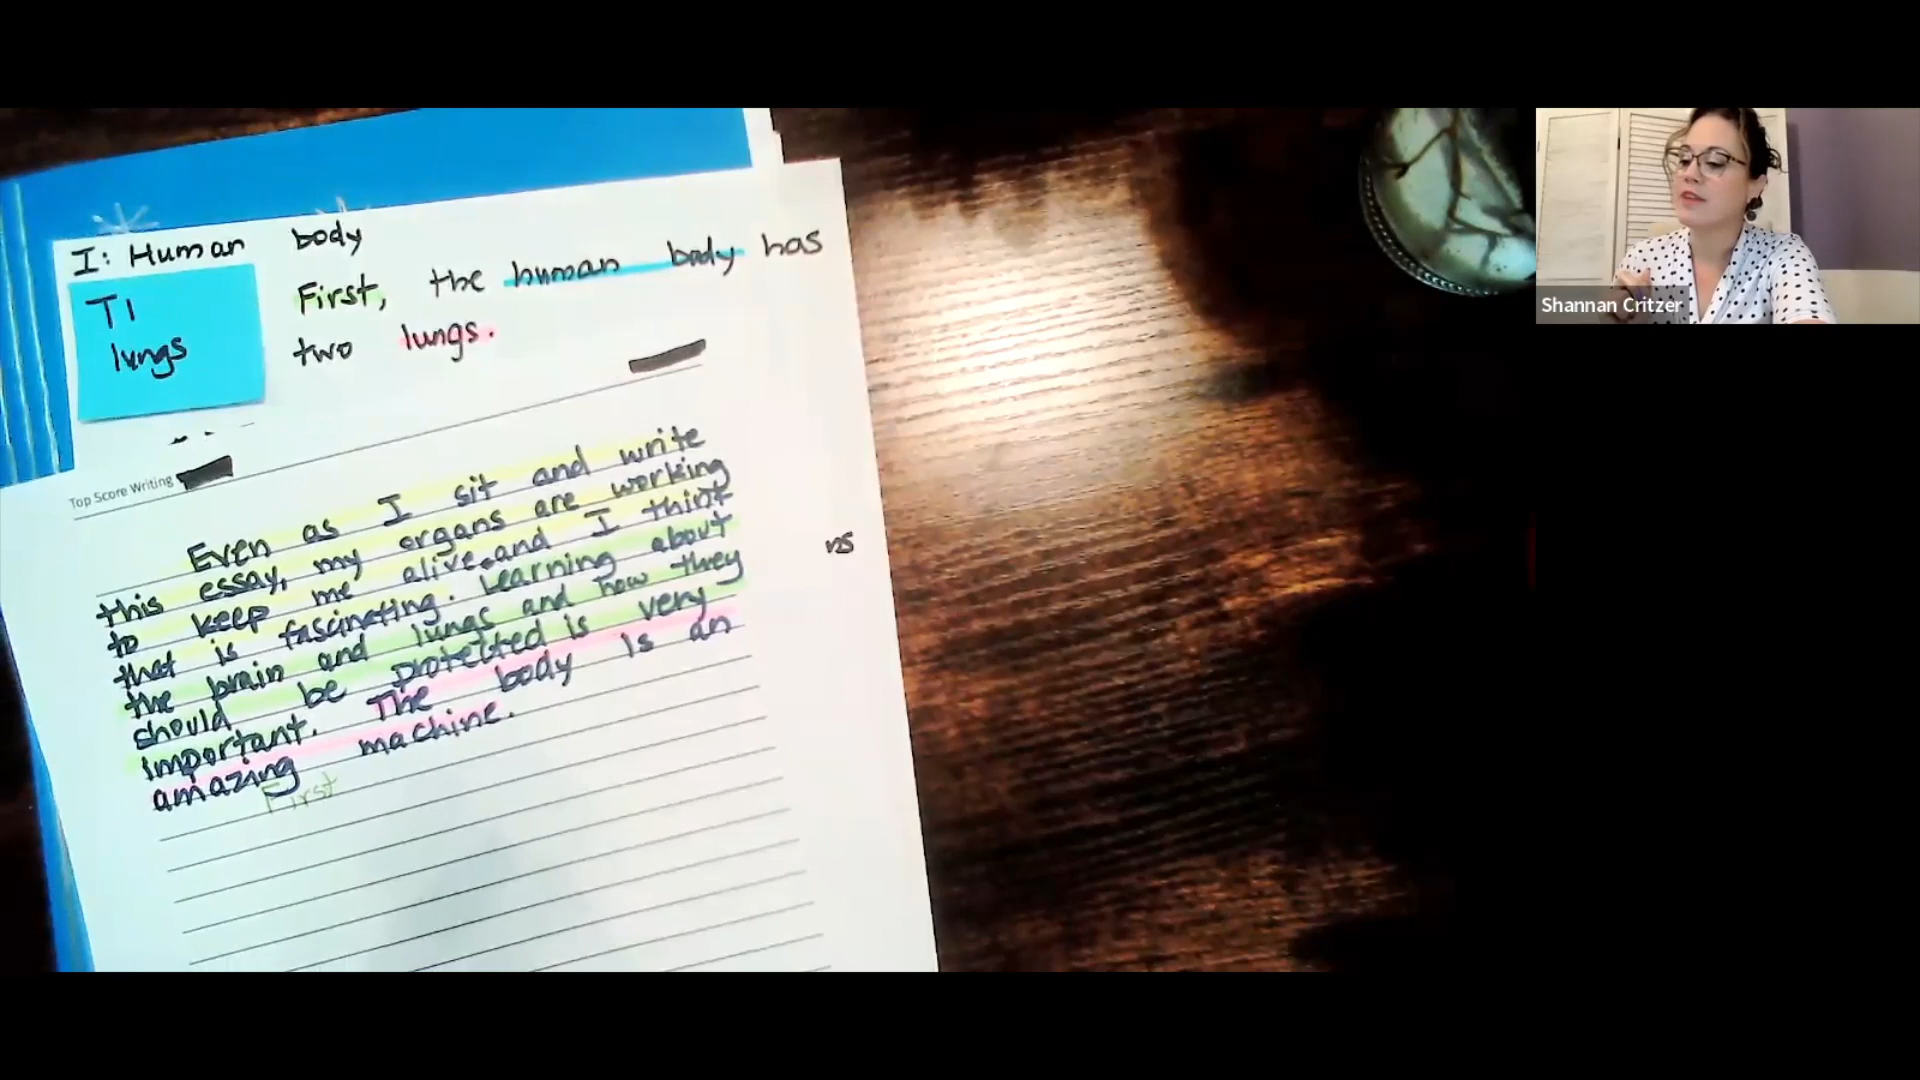 I: Human body
T1
lungs
First, the human body has
two lungs.
Top Score Writing
Even as I sit and write
this essay, my organs are working
to keep me alive and I think
that is fascinating. Learning about
the brain and lungs and how they
should be protected is very
important. The body is an
amazing machine.
First
Shannan Critzer